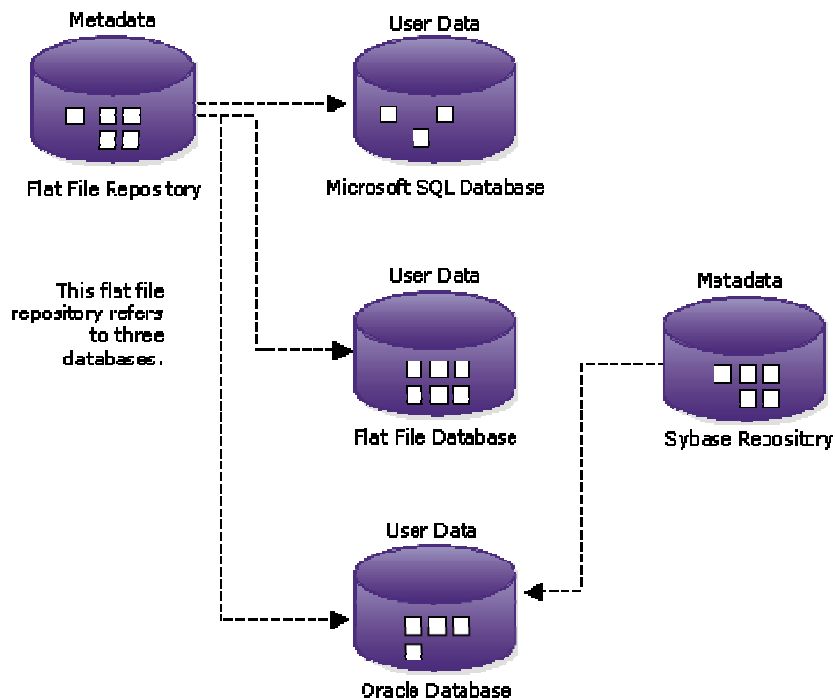 Metadata
User Data
Flat File Repository
Microsoft SQL Database
This flat file
repository refers
to three
databases.
User Data
Metadata
Flat File Database
Sybase Repository
User Data
Oracle Database